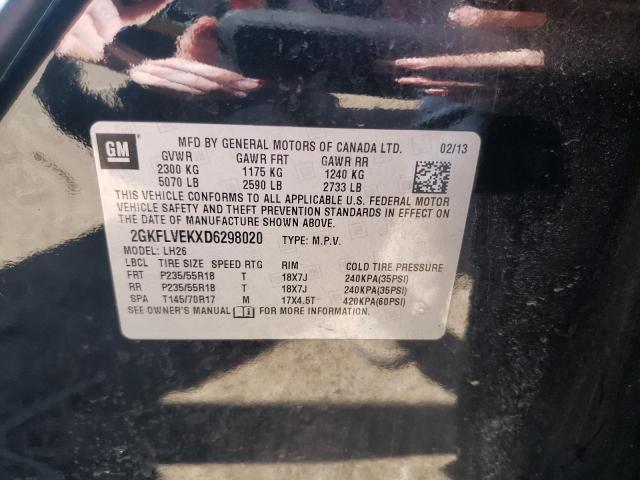 GM
MFD BY GENERAL MOTORS OF CANADA LTD. 02/13
GVWR GAWR FRT GAWR RR
2300 KG 1175 KG 1240 KG
5070 LB 2590 LB 2733 LB
THIS VEHICLE CONFORMS TO ALL APPLICABLE U.S. FEDERAL MOTOR
VEHICLE SAFETY AND THEFT PREVENTION STANDARDS IN EFFECT
ON THE DATE OF MANUFACTURE SHOWN ABOVE.
2GKFLVEKXD6298020 TYPE: M.P.V.
MODEL: LH26
LBCL TIRE SIZE SPEED RTG RIM COLD TIRE PRESSURE
FRT P235/55R18 T 18X7J 240KPA(35PSI)
RR P235/55R18 T 18X7J 240KPA(35PSI)
SPA T145/70R17 M 17X4.5T 420KPA(60PSI)
SEE OWNER'S MANUAL FOR MORE INFORMATION.